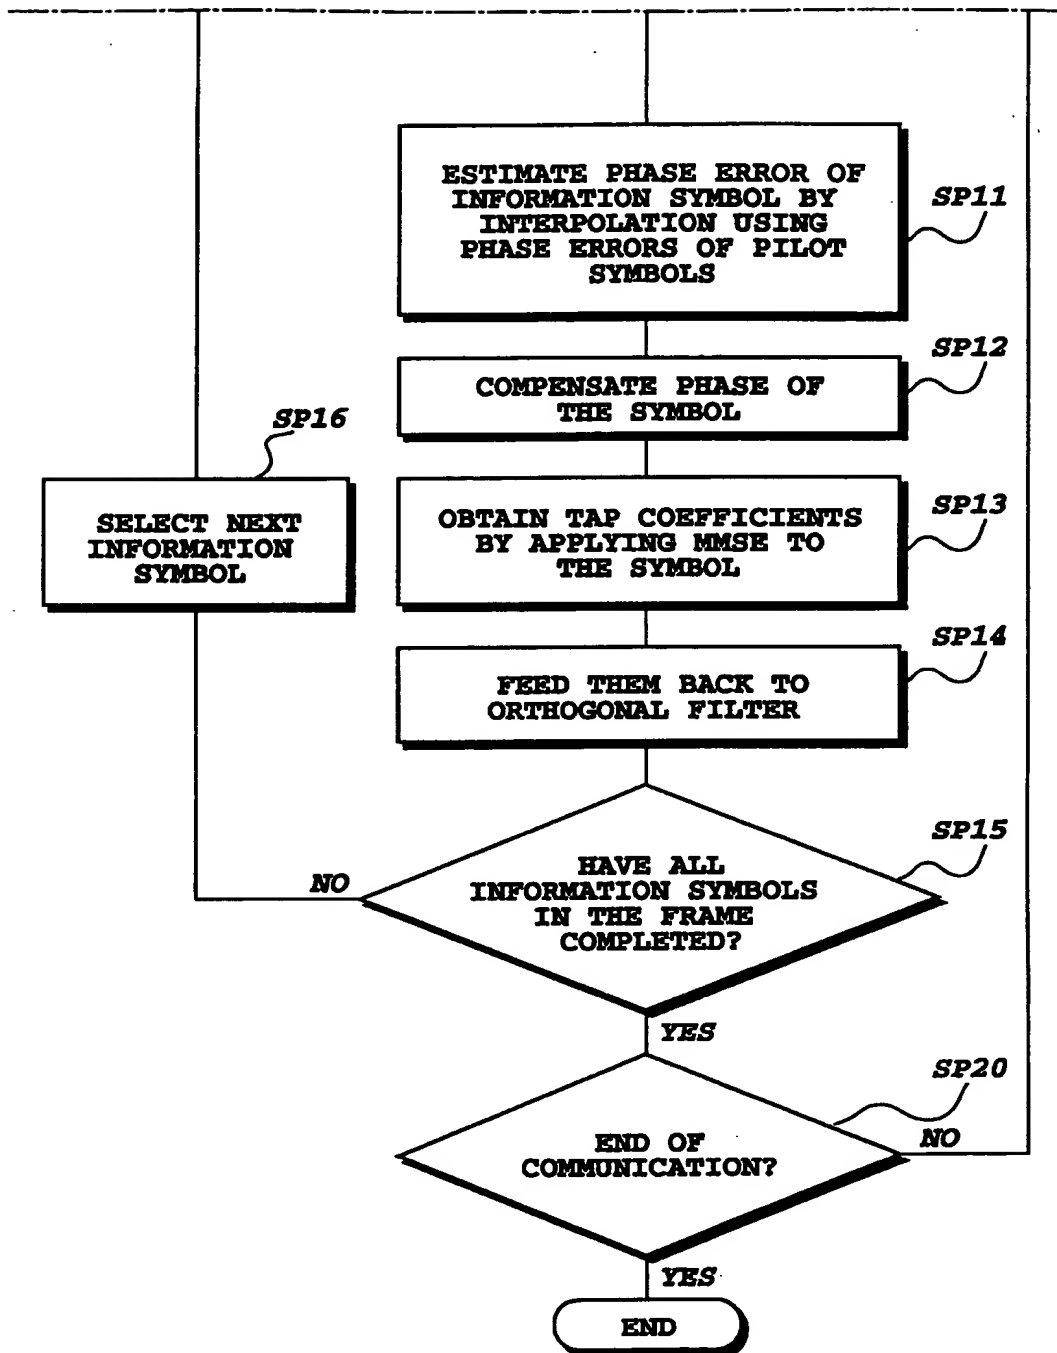 ESTIMATE PHASE ERROR OF
INFORMATION SYMBOL BY
INTERPOLATION USING
PHASE ERRORS OF PILOT
SYMBOLS
SP11
COMPENSATE PHASE OF
THE SYMBOL
SP12
SP16
SELECT NEXT
INFORMATION
SYMBOL
OBTAIN TAP COEFFICIENTS
BY APPLYING MMSE TO
THE SYMBOL
SP13
FEED THEM BACK TO
ORTHOGONAL FILTER
SP14
HAVE ALL
INFORMATION SYMBOLS
IN THE FRAME
COMPLETED?
SP15
NO
YES
END OF
COMMUNICATION?
SP20
NO
YES
END